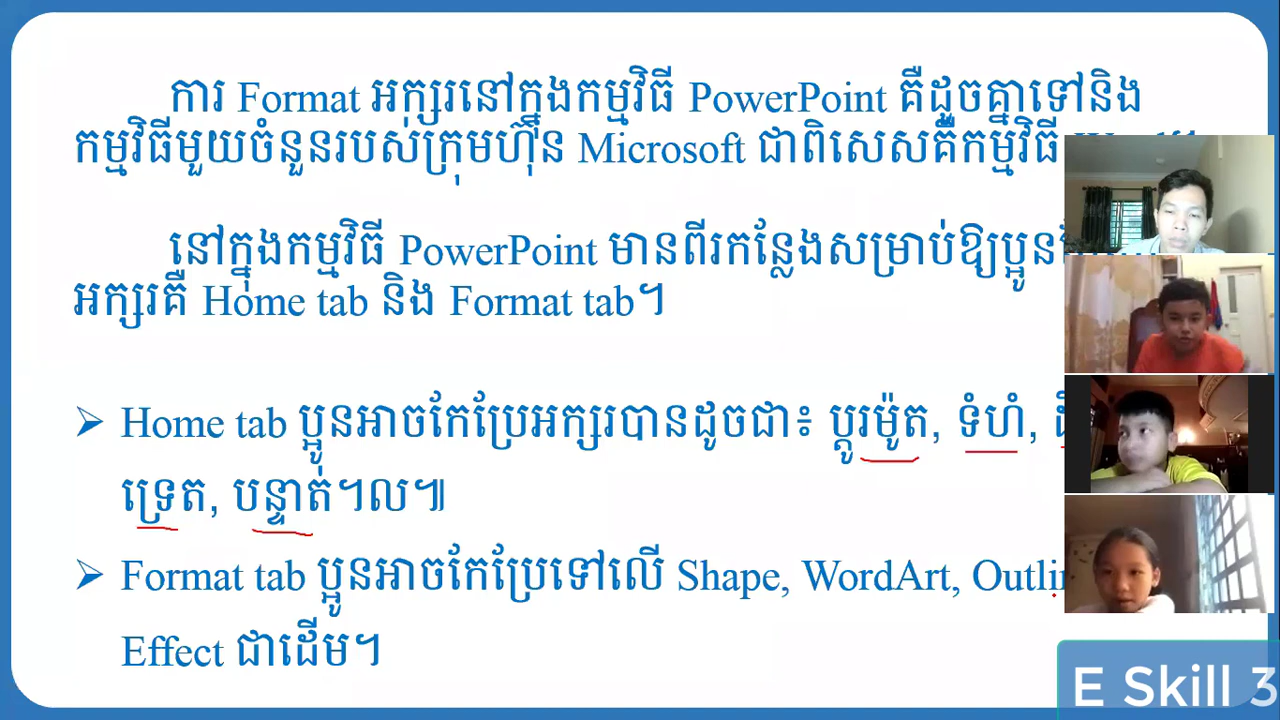 ការ Format អក្សរនៅក្នុងកម្មវិធី PowerPoint គឺដូចគ្នាទៅនិង
កម្មវិធីមួយចំនួនរបស់ក្រុមហ៊ុន Microsoft ជាពិសេសគឺកម្មវិធី
នៅក្នុងកម្មវិធី PowerPoint មានពីរកន្លែងសម្រាប់ឱ្យប្អូន
អក្សរគឺ Home tab និង Format tab។
➢ Home tab ប្អូនអាចកែប្រែអក្សរបានដូចជា៖ ប្តូរម៉ូត, ទំហំ,
ទ្រេត, បន្ទាត់។ល៕
➢ Format tab ប្អូនអាចកែប្រែទៅលើ Shape, WordArt,
Effect ជាដើម។
E Skill 3